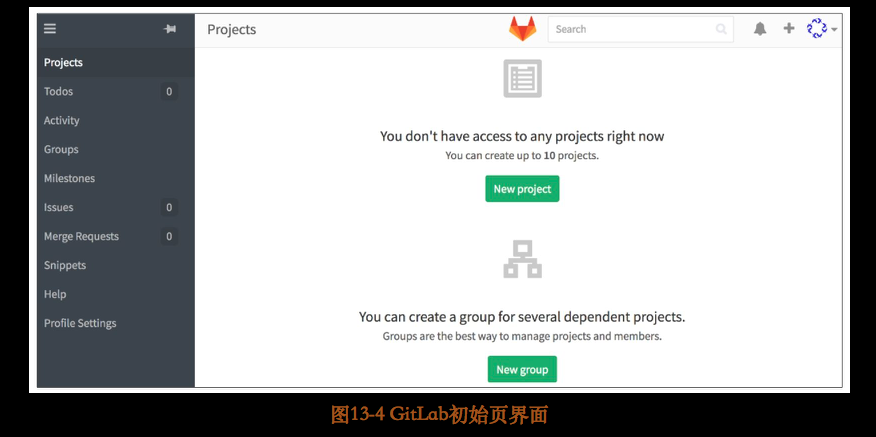 Projects
Search
Projects
Todos 0
Activity
Groups
Milestones
Issues 0
Merge Requests 0
Snippets
Help
Profile Settings
You don't have access to any projects right now
You can create up to 10 projects.
New project
You can create a group for several dependent projects.
Groups are the best way to manage projects and members.
New group
图13-4 GitLab初始页界面